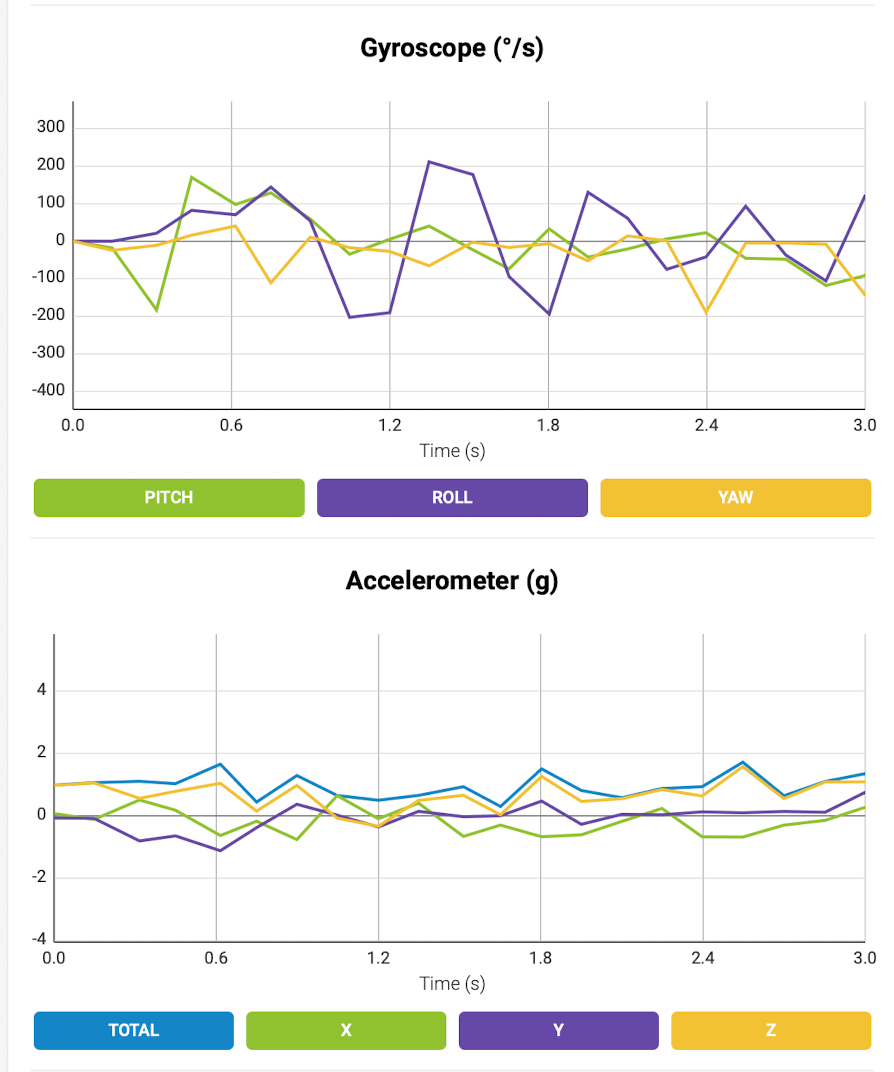 Gyroscope (°/s)
300
200
100
0
-100
-200
-300
-400
0.0 0.6 1.2 1.8 2.4 3.0
Time (s)
PITCH ROLL YAW
Accelerometer (g)
4
2
0
-2
-4
0.0 0.6 1.2 1.8 2.4 3.0
Time (s)
TOTAL X Y Z